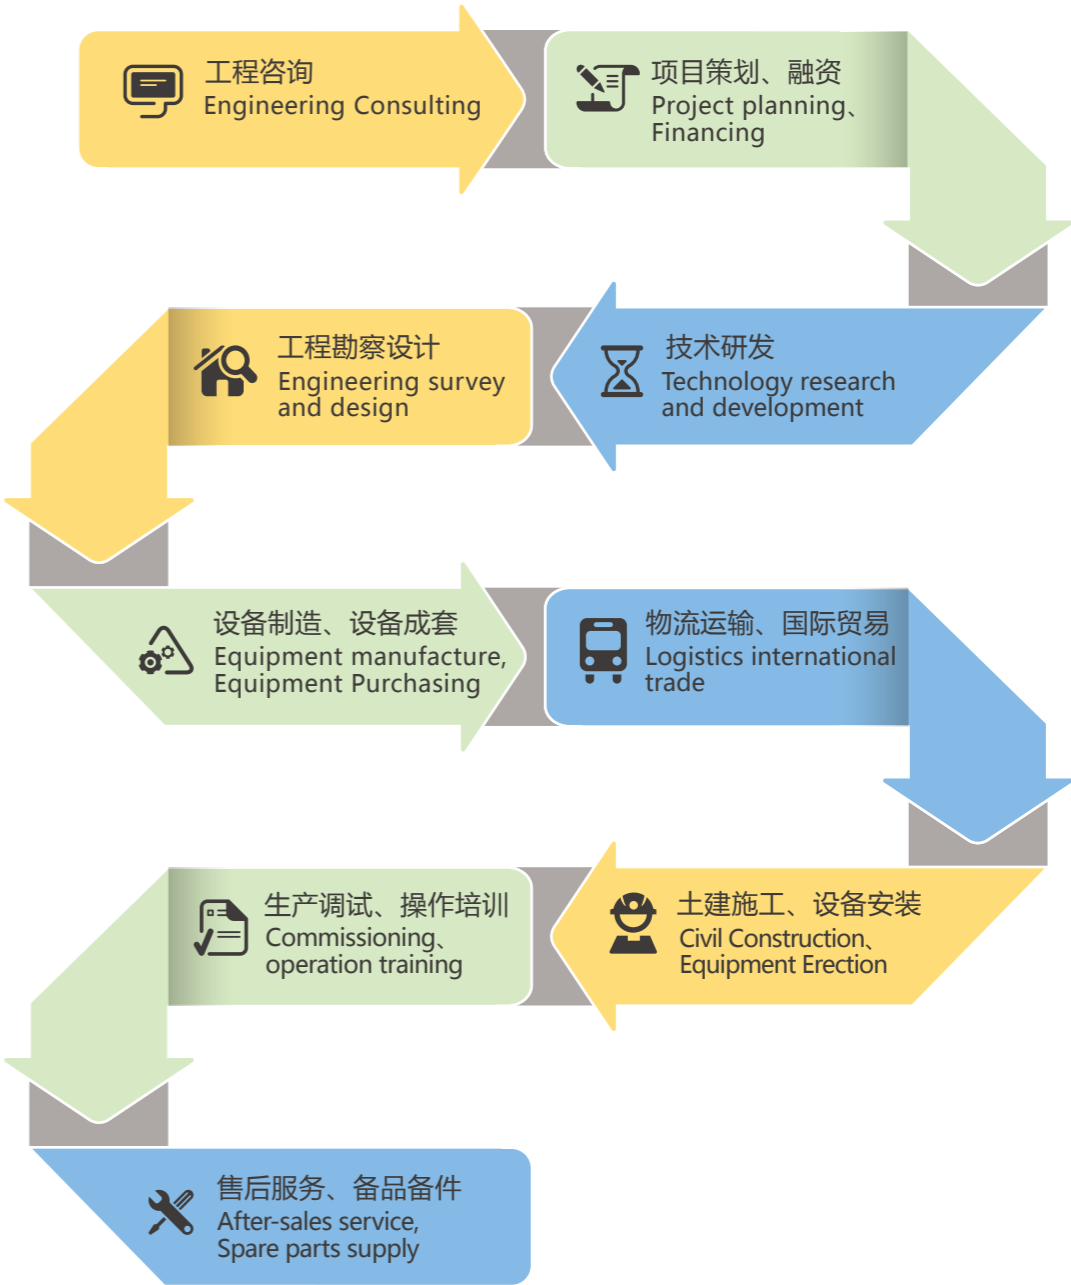 工程咨询
Engineering Consulting
项目策划、融资
Project planning、
Financing
技术研发
Technology research
and development
工程勘察设计
Engineering survey
and design
设备制造、设备成套
Equipment manufacture,
Equipment Purchasing
物流运输、国际贸易
Logistics international
trade
土建施工、设备安装
Civil Construction、
Equipment Erection
生产调试、操作培训
Commissioning、
operation training
售后服务、备品备件
After-sales service,
Spare parts supply